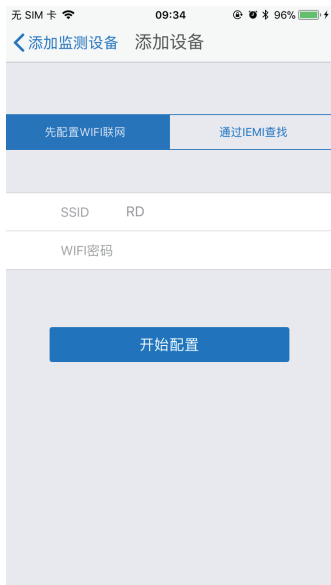 无 SIM 卡 09:34 96%
添加监测设备 添加设备
先配置WIFI联网 通过IEMI查找
SSID RD
WIFI密码
开始配置